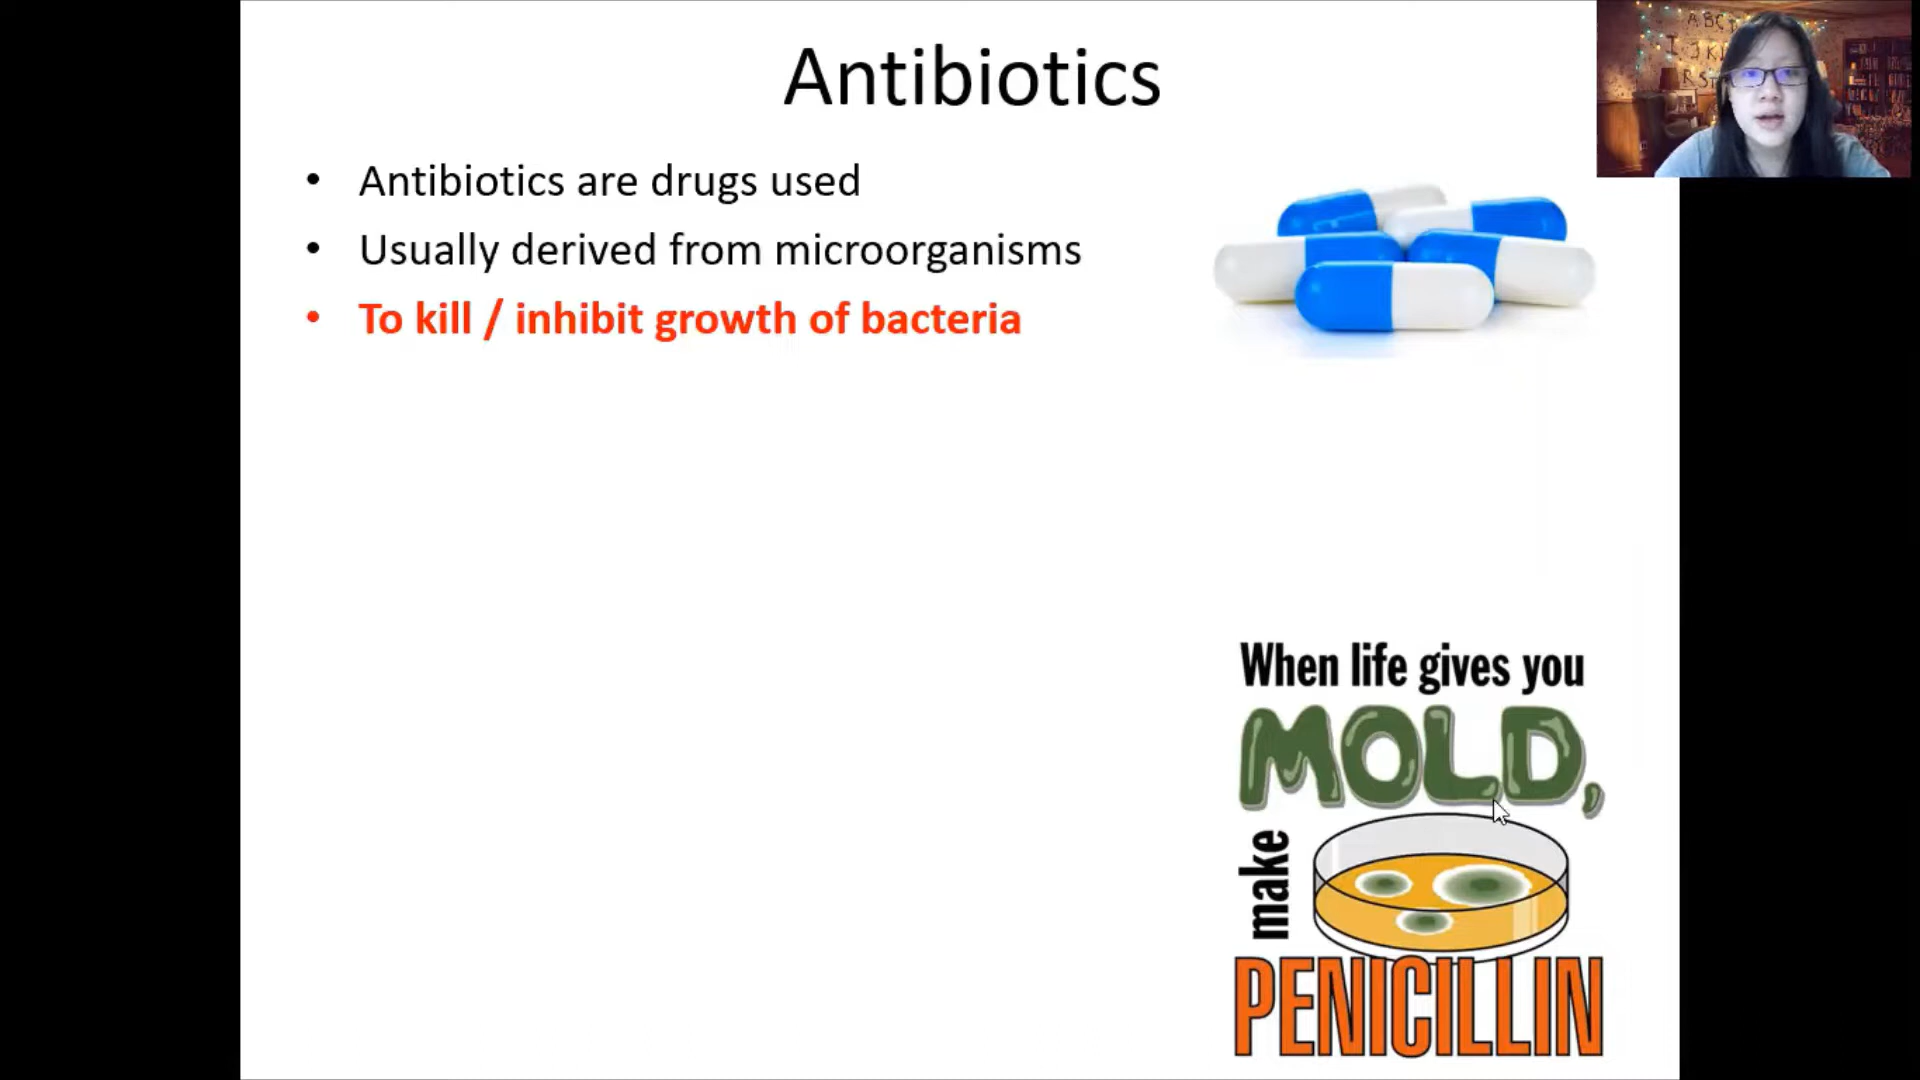 Antibiotics
• Antibiotics are drugs used
• Usually derived from microorganisms
• To kill / inhibit growth of bacteria
When life gives you
MOLD,
make
PENICILLIN
ABC